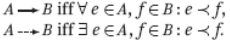 A ⟶ B iff ∀ e ∈ A, f ∈ B : e ≺ f,
A ⇢ B iff ∃ e ∈ A, f ∈ B : e ≺ f.